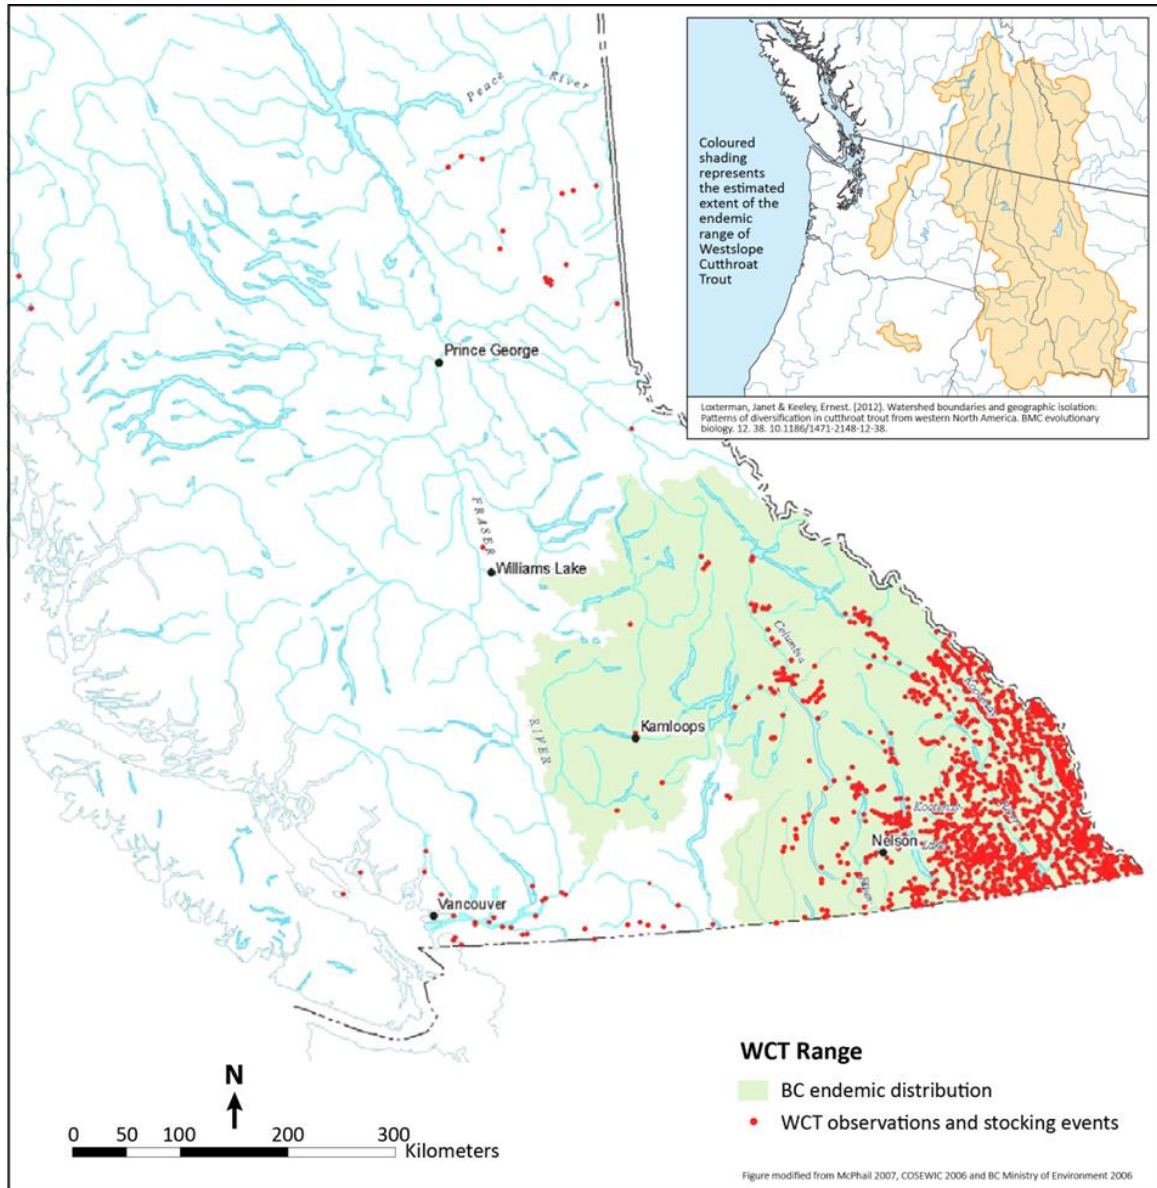 Peace River
Coloured
shading
represents
the estimated
extent of the
endemic
range of
Westslope
Cutthroat
Trout
Loxterman, Janet & Keeley, Ernest. (2012). Watershed boundaries and geographic isolation:
Patterns of diversification in cutthroat trout from western North America. BMC evolutionary
biology. 12. 38. 10.1186/1471-2148-12-38.
Prince George
FRASER
Williams Lake
Columbia
Kootenay
RIVER
Kamloops
Kootenay
Nelson
Lake
Vancouver
N
0 50 100 200 300
Kilometers
WCT Range
BC endemic distribution
WCT observations and stocking events
Figure modified from McPhail 2007, COSEWIC 2006 and BC Ministry of Environment 2006